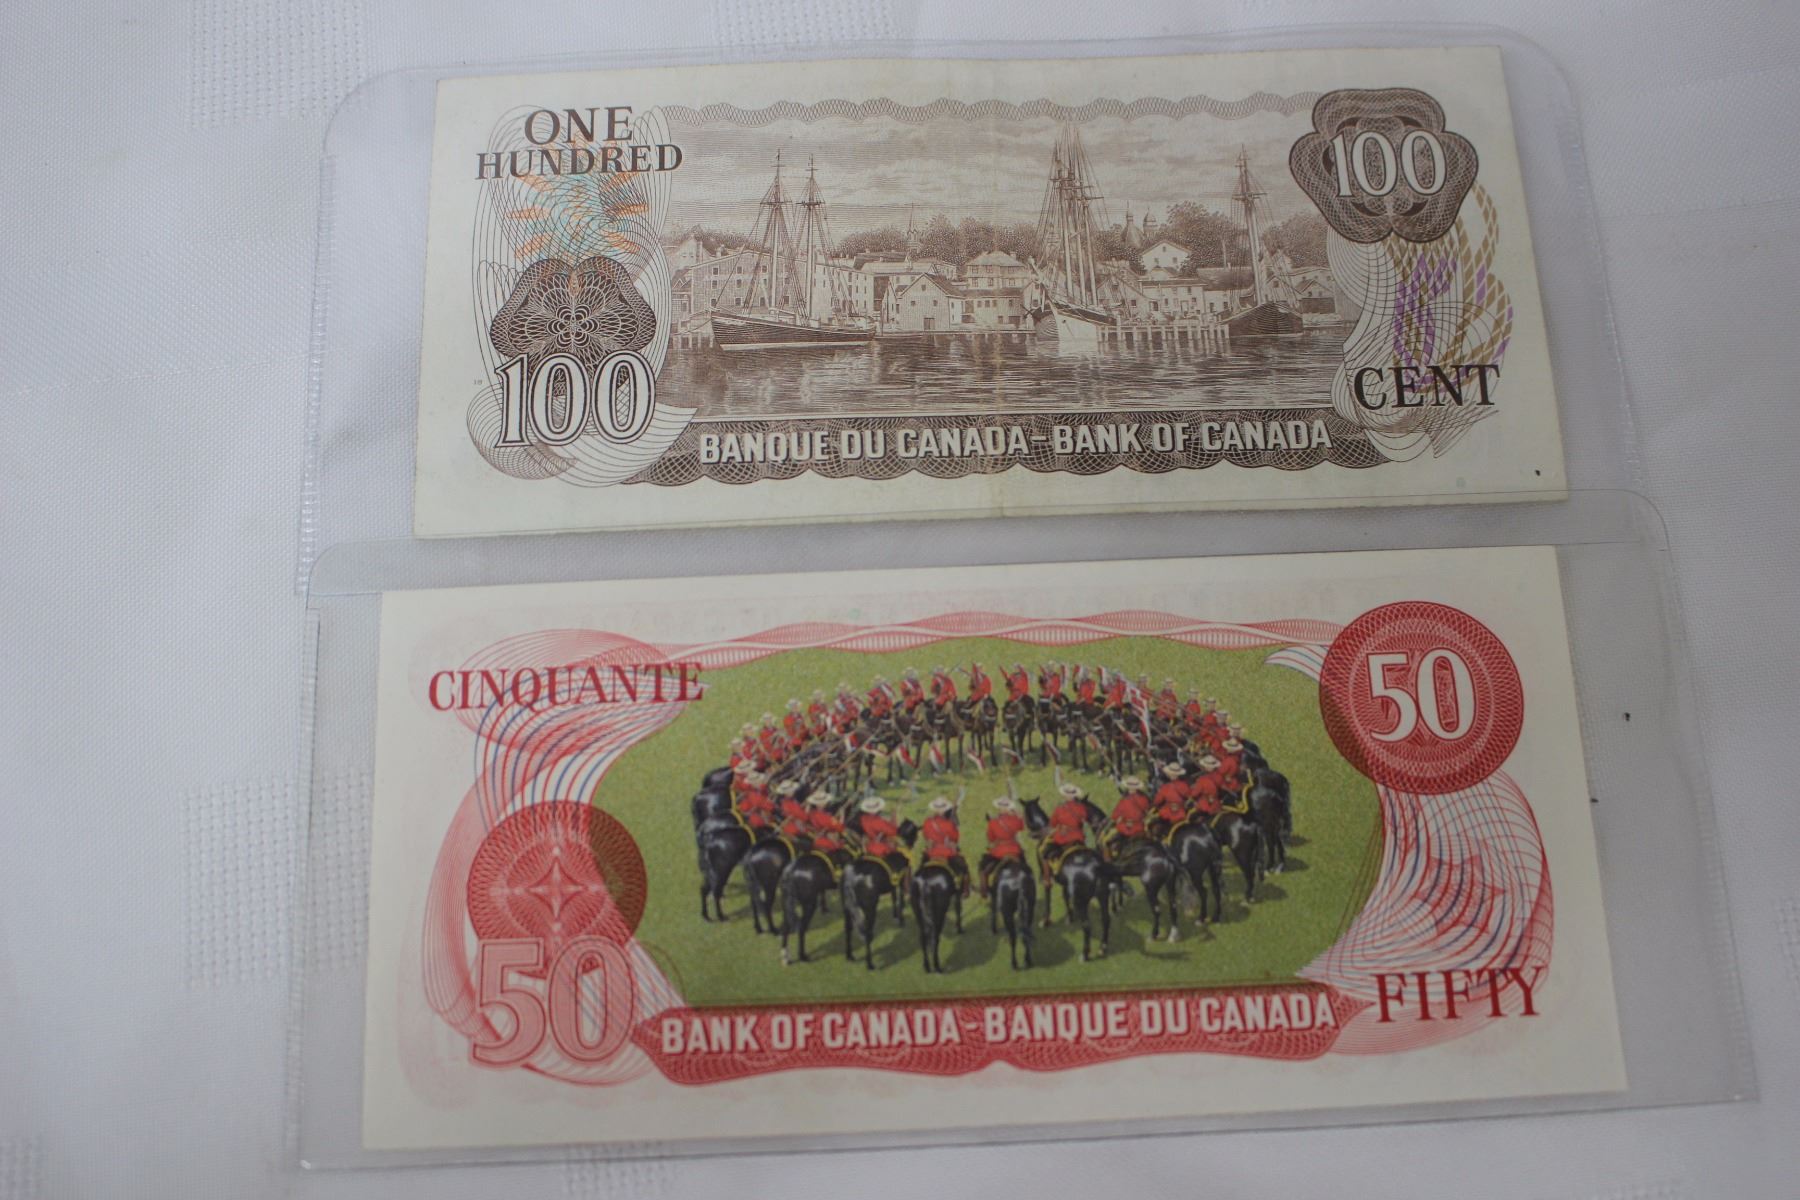 ONE
HUNDRED
100
100
CENT
BANQUE DU CANADA-BANK OF CANADA
CINQUANTE
50
50
FIFTY
BANK OF CANADA-BANQUE DU CANADA